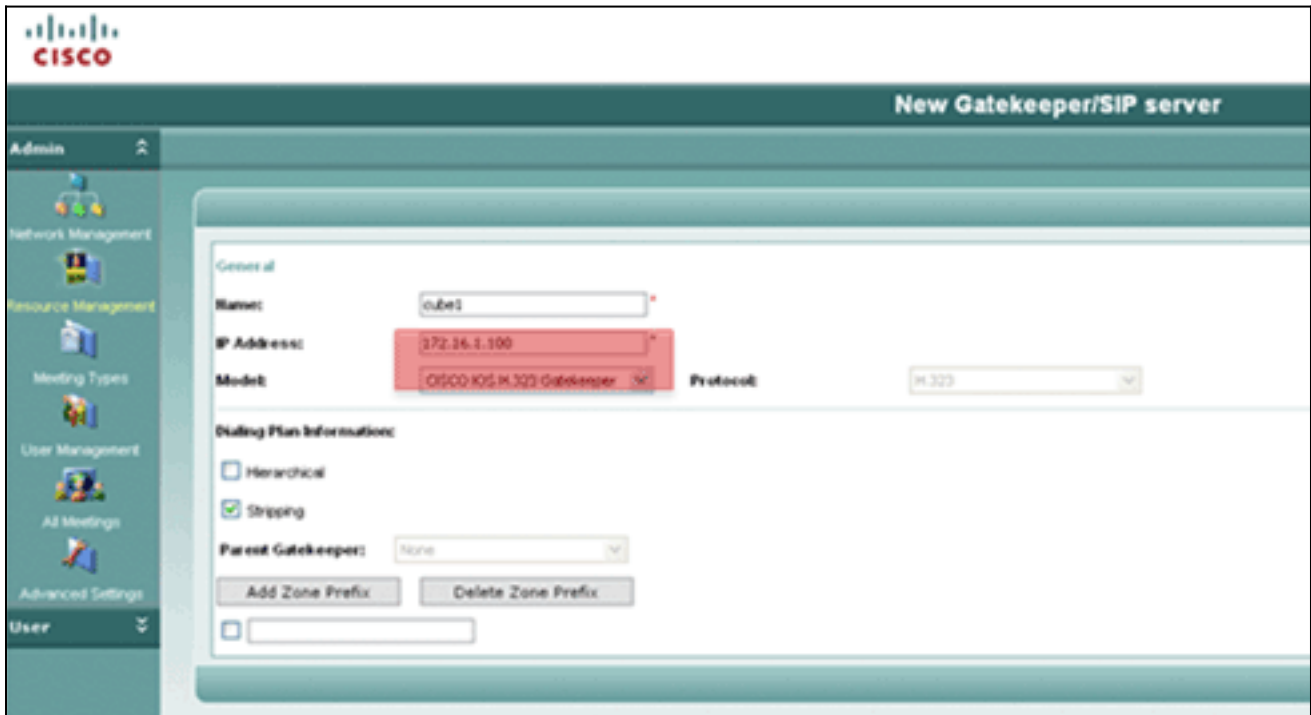 CISCO
New Gatekeeper/SIP server
Admin
Network Management
Resource Management
Meeting Types
User Management
All Meetings
Advanced Settings
User
General
Name: cube1 *
IP Address: 172.16.1.100 *
Model: CISCO IOS H.323 Gatekeeper Protocol: H.323
Dialing Plan Information:
Hierarchical
Stripping
Parent Gatekeeper: None
Add Zone Prefix Delete Zone Prefix